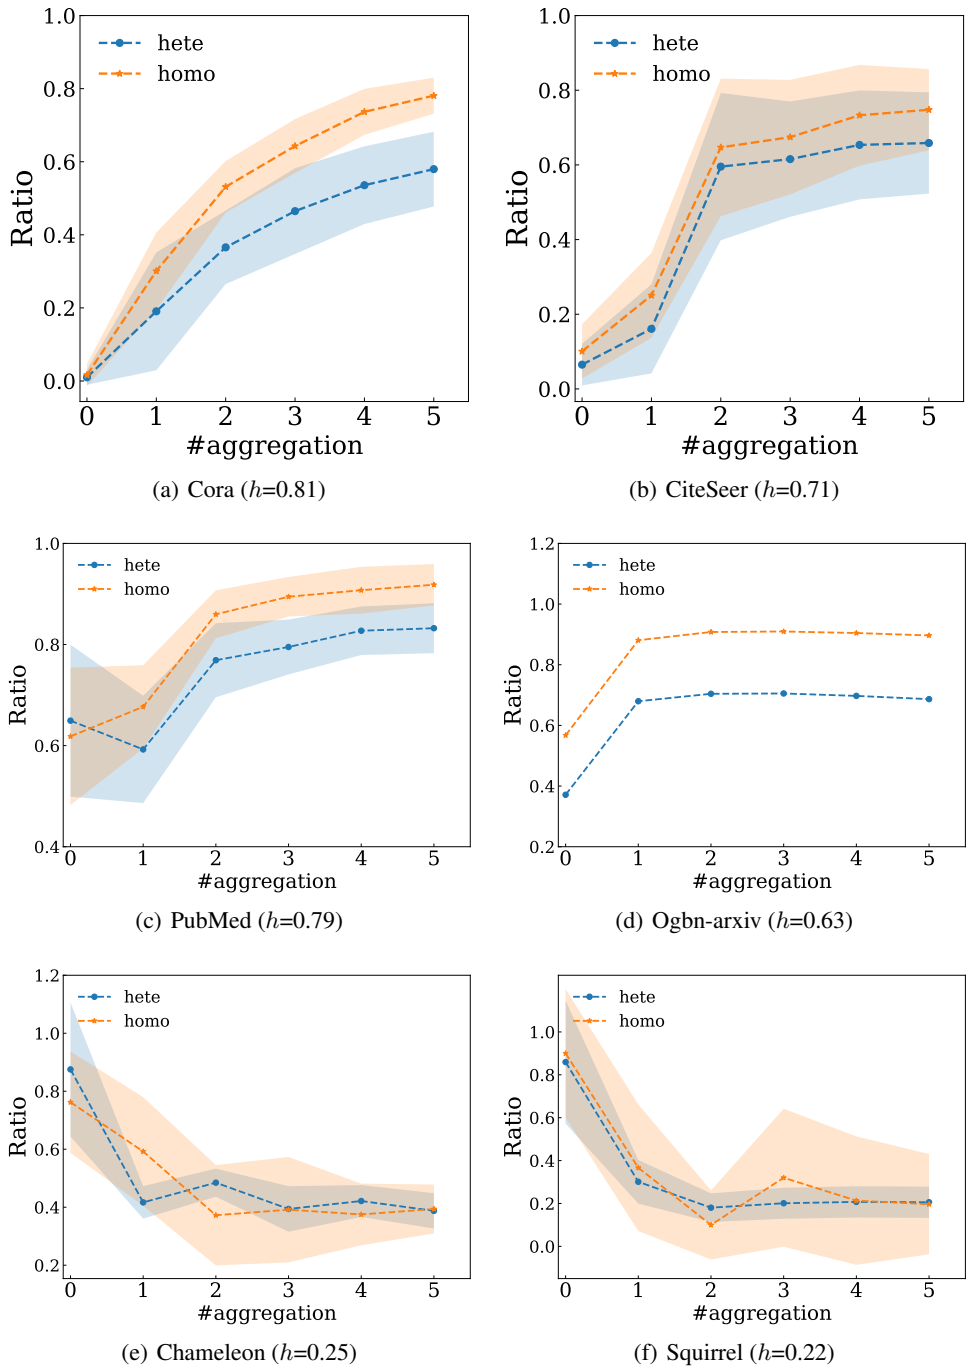 1.0
0.8
0.6
0.4
0.2
0.0
Ratio
hete
homo
0 1 2 3 4 5
#aggregation
(a) Cora (h=0.81)
1.0
0.8
0.6
0.4
0.2
0.0
Ratio
hete
homo
0 1 2 3 4 5
#aggregation
(b) CiteSeer (h=0.71)
1.0
0.8
0.6
0.4
Ratio
hete
homo
0 1 2 3 4 5
#aggregation
(c) PubMed (h=0.79)
1.2
1.0
0.8
0.6
0.4
0.2
Ratio
hete
homo
0 1 2 3 4 5
#aggregation
(d) Ogbn-arxiv (h=0.63)
1.2
1.0
0.8
0.6
0.4
0.2
Ratio
hete
homo
0 1 2 3 4 5
#aggregation
(e) Chameleon (h=0.25)
1.0
0.8
0.6
0.4
0.2
0.0
Ratio
hete
homo
0 1 2 3 4 5
#aggregation
(f) Squirrel (h=0.22)